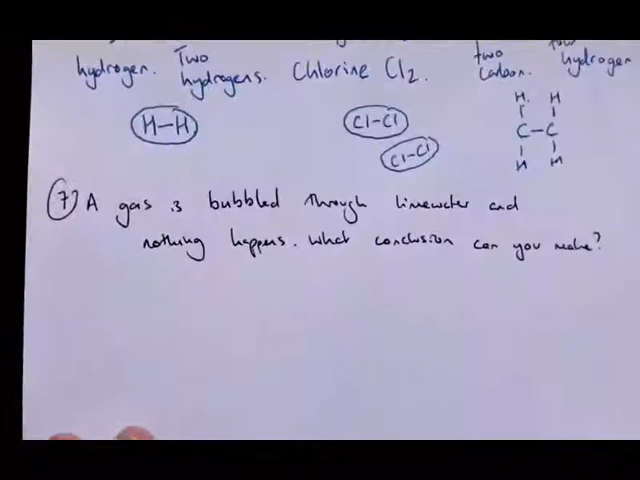 hydrogen. Two hydrogens. Chlorine Cl2. two carbon. hydrogen
H-H Cl-Cl H H
Cl-Cl C-C
H H
7 A gas is bubbled through limewater and
nothing happens. What conclusion can you make?